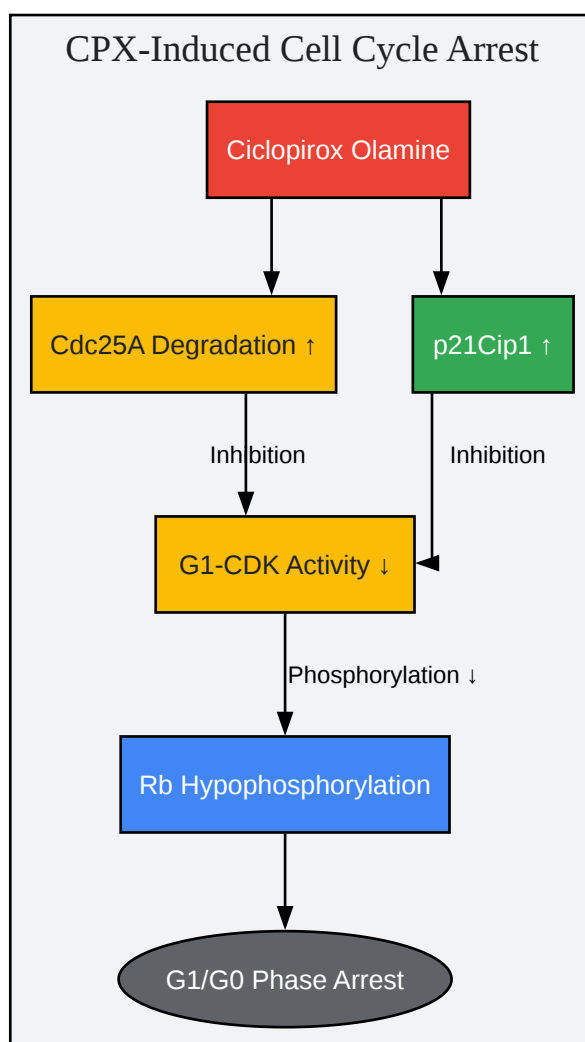 CPX-Induced Cell Cycle Arrest
Ciclopirox Olamine
Cdc25A Degradation ↑
p21Cip1 ↑
Inhibition
Inhibition
G1-CDK Activity ↓
Phosphorylation ↓
Rb Hypophosphorylation
G1/G0 Phase Arrest